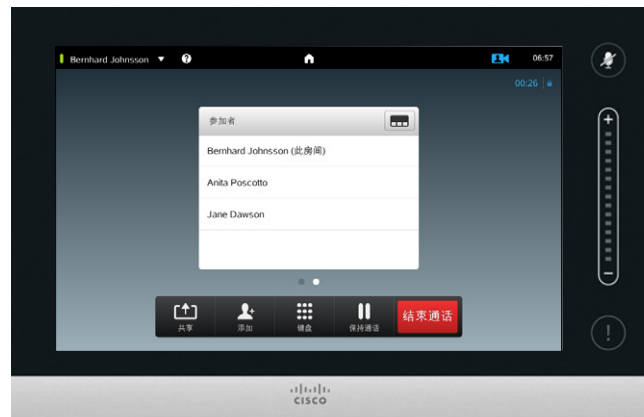 Bernhard Johnsson
?
06:57
00:26
参加者
Bernhard Johnsson (此房间)
Anita Poscotto
Jane Dawson
+
−
共享
添加
键盘
保持通话
结束通话
!
CISCO